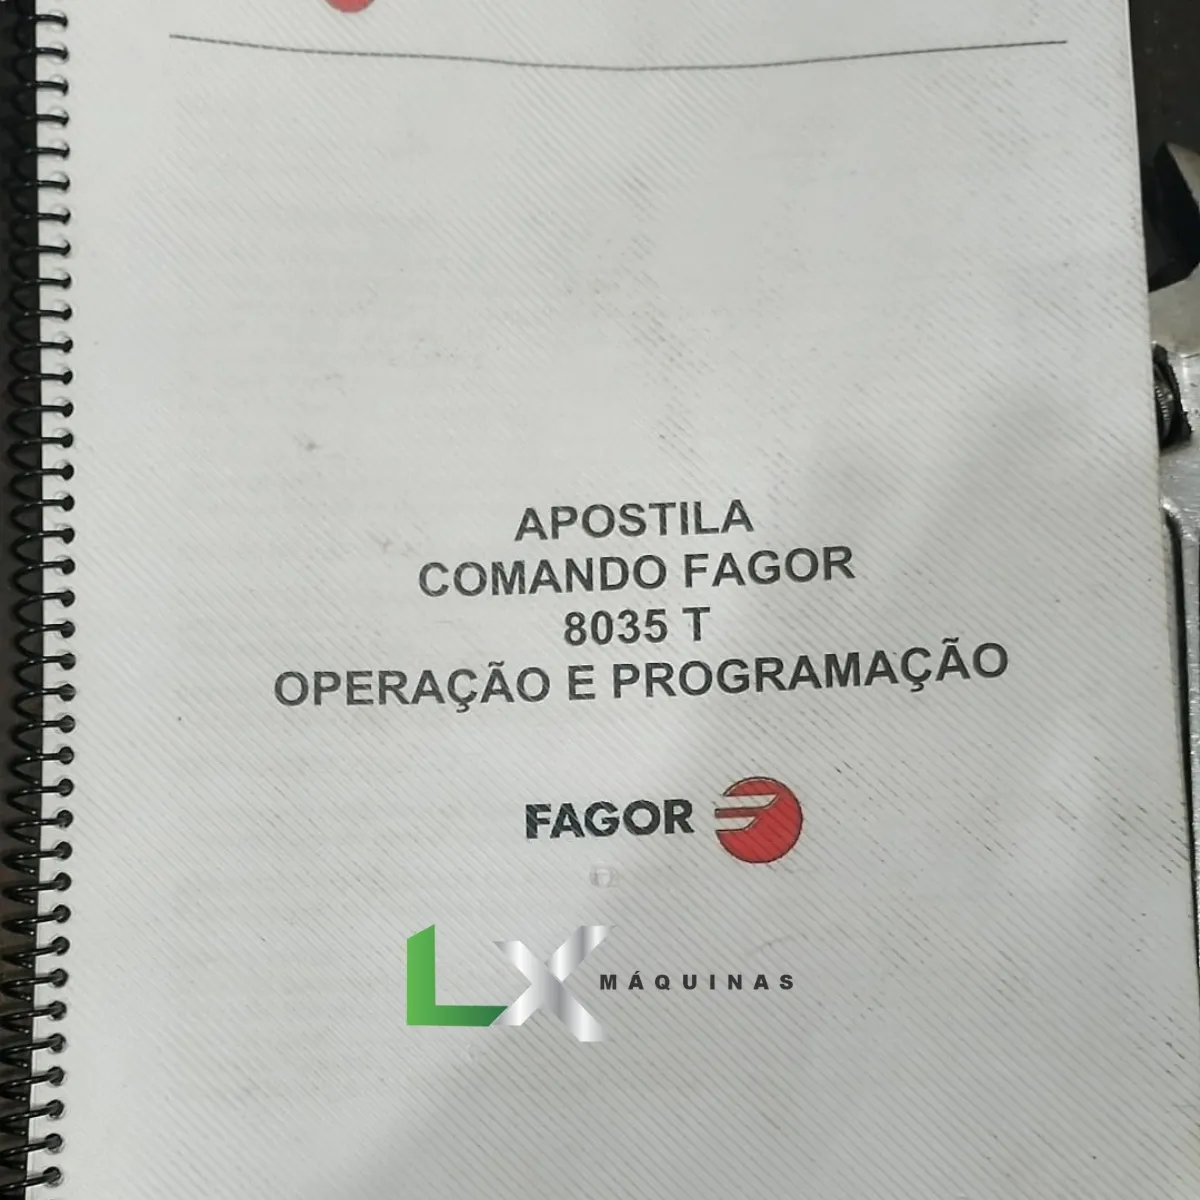 APOSTILA
COMANDO FAGOR
8035 T
OPERAÇÃO E PROGRAMAÇÃO
FAGOR
LX MÁQUINAS